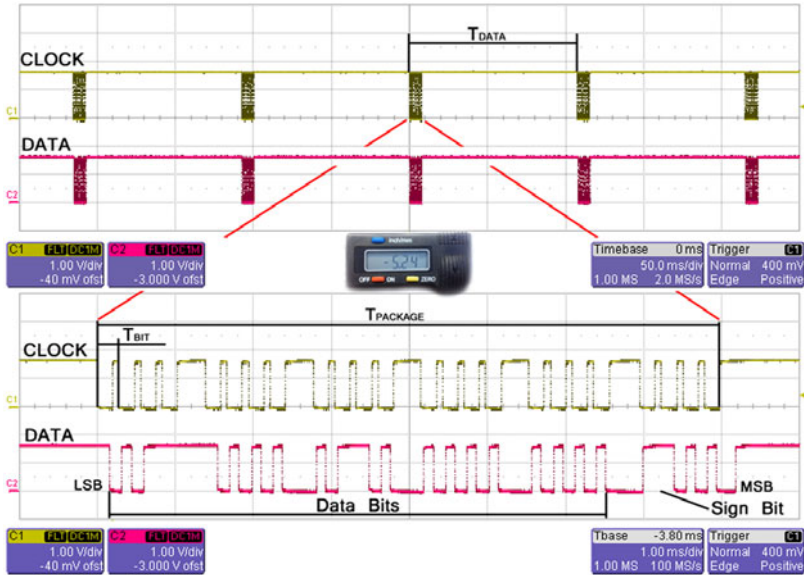 TDATA
CLOCK
C1
DATA
C2
C1 FLT DC1M
1.00 V/div
-40 mV ofst
C2 FLT DC1M
1.00 V/div
-3.000 V ofst
inch/mm
-5.24
OFF ON ZERO
Timebase 0 ms
50.0 ms/div
1.00 MS 2.0 MS/s
Trigger C1
Normal 400 mV
Edge Positive
TPACKAGE
CLOCK
TBIT
C1
DATA
C2
LSB
MSB
Data Bits
Sign Bit
C1 FLT DC1M
1.00 V/div
-40 mV ofst
C2 FLT DC1M
1.00 V/div
-3.000 V ofst
Tbase -3.80 ms
1.00 ms/div
1.00 MS 100 MS/s
Trigger C1
Normal 400 mV
Edge Positive